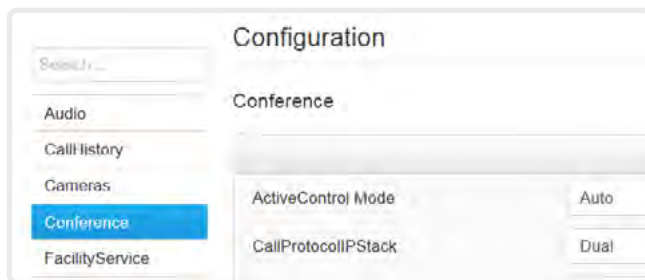 Configuration
Search...
Conference
Audio
CallHistory
Cameras
Conference
FacilityService
ActiveControl Mode
Auto
CallProtocolIPStack
Dual